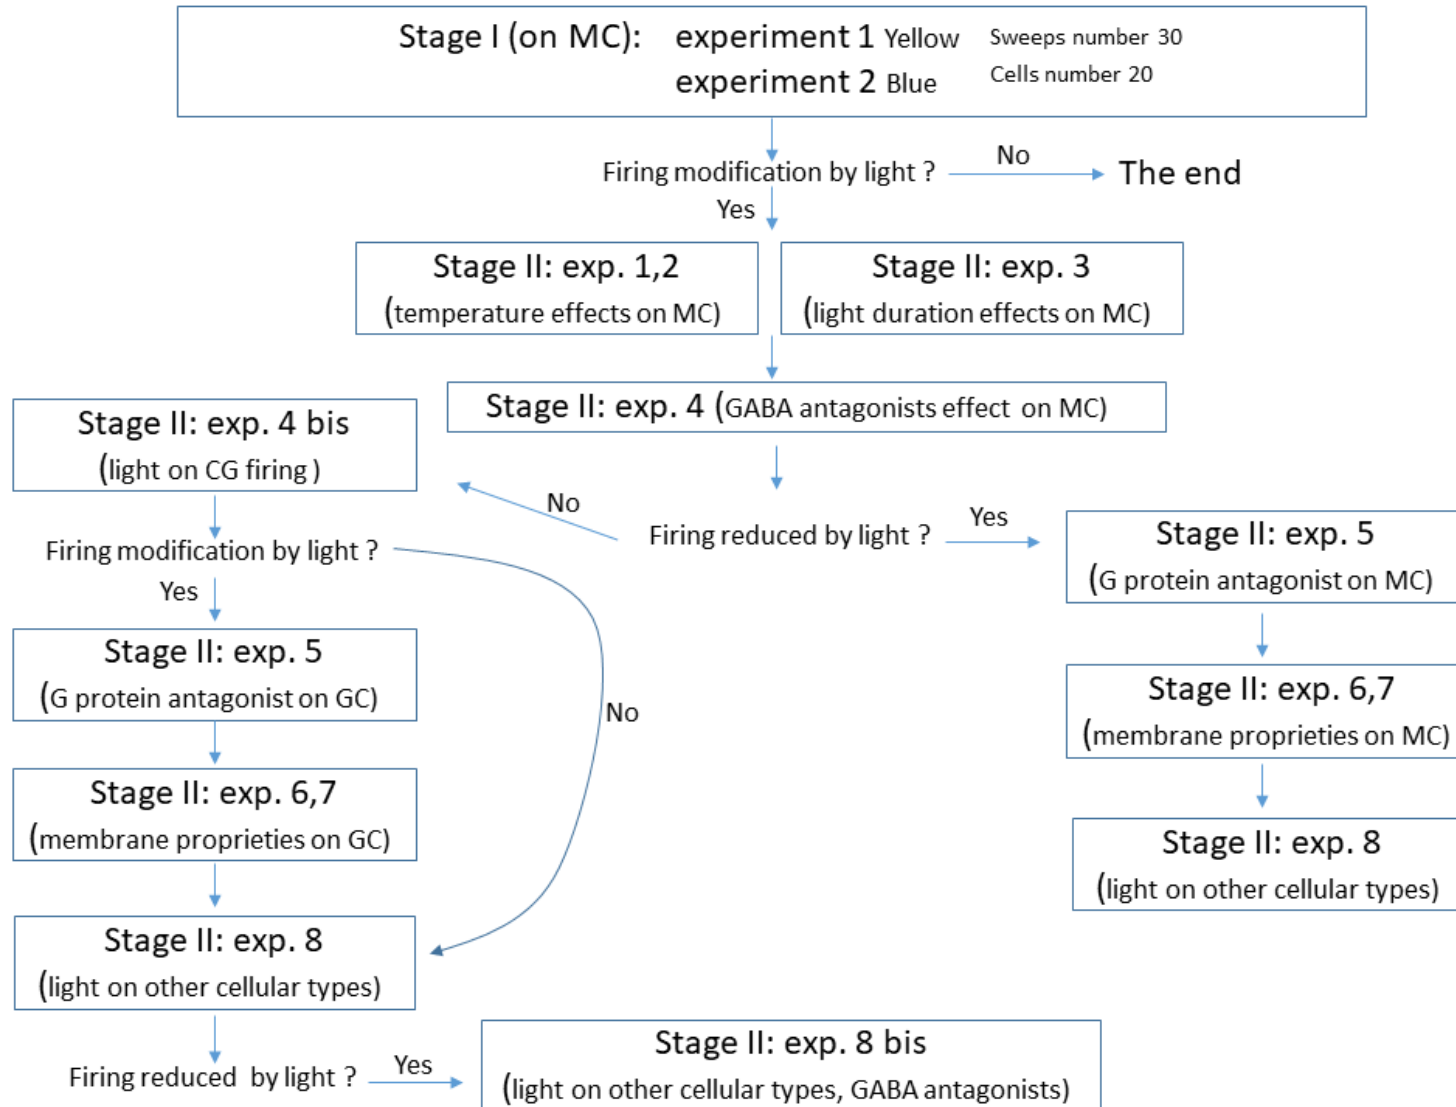 Stage I (on MC): experiment 1 Yellow Sweeps number 30
experiment 2 Blue Cells number 20
Firing modification by light ?
No
The end
Yes
Stage II: exp. 1,2
(temperature effects on MC)
Stage II: exp. 3
(light duration effects on MC)
Stage II: exp. 4 (GABA antagonists effect on MC)
Stage II: exp. 4 bis
(light on CG firing )
No
Firing reduced by light ?
Yes
Stage II: exp. 5
(G protein antagonist on MC)
Firing modification by light ?
Yes
No
Stage II: exp. 5
(G protein antagonist on GC)
Stage II: exp. 6,7
(membrane proprieties on MC)
Stage II: exp. 6,7
(membrane proprieties on GC)
Stage II: exp. 8
(light on other cellular types)
Stage II: exp. 8
(light on other cellular types)
Firing reduced by light ?
Yes
Stage II: exp. 8 bis
(light on other cellular types, GABA antagonists)